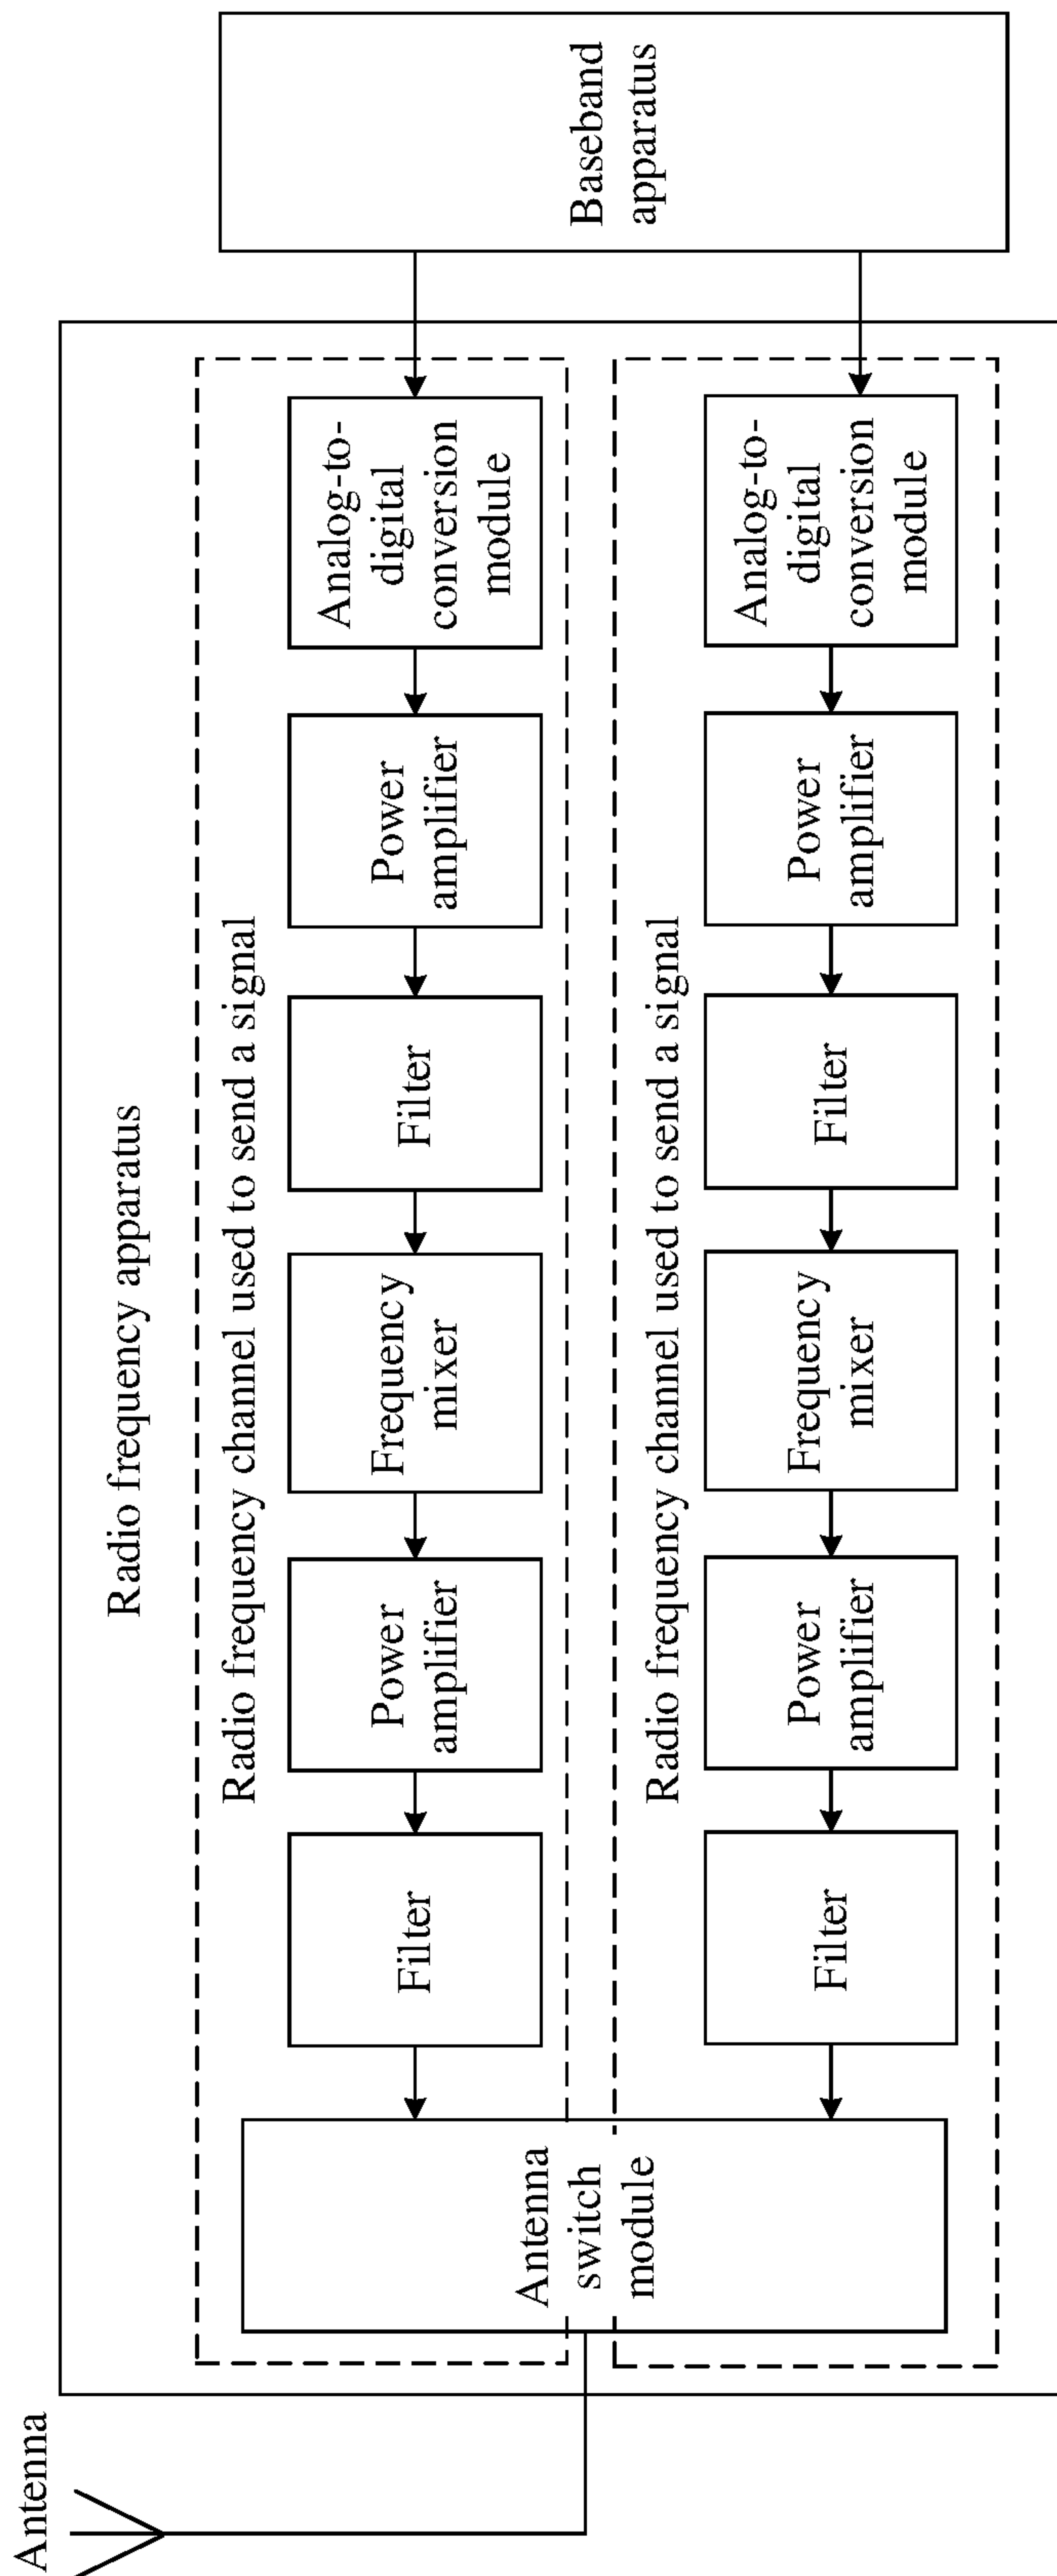 Antenna
Radio frequency apparatus
Radio frequency channel used to send a signal
Antenna
switch
module
Filter
Power
amplifier
Frequency
mixer
Filter
Power
amplifier
Analog-to-
digital
conversion
module
Radio frequency channel used to send a signal
Filter
Power
amplifier
Frequency
mixer
Filter
Power
amplifier
Analog-to-
digital
conversion
module
Baseband
apparatus